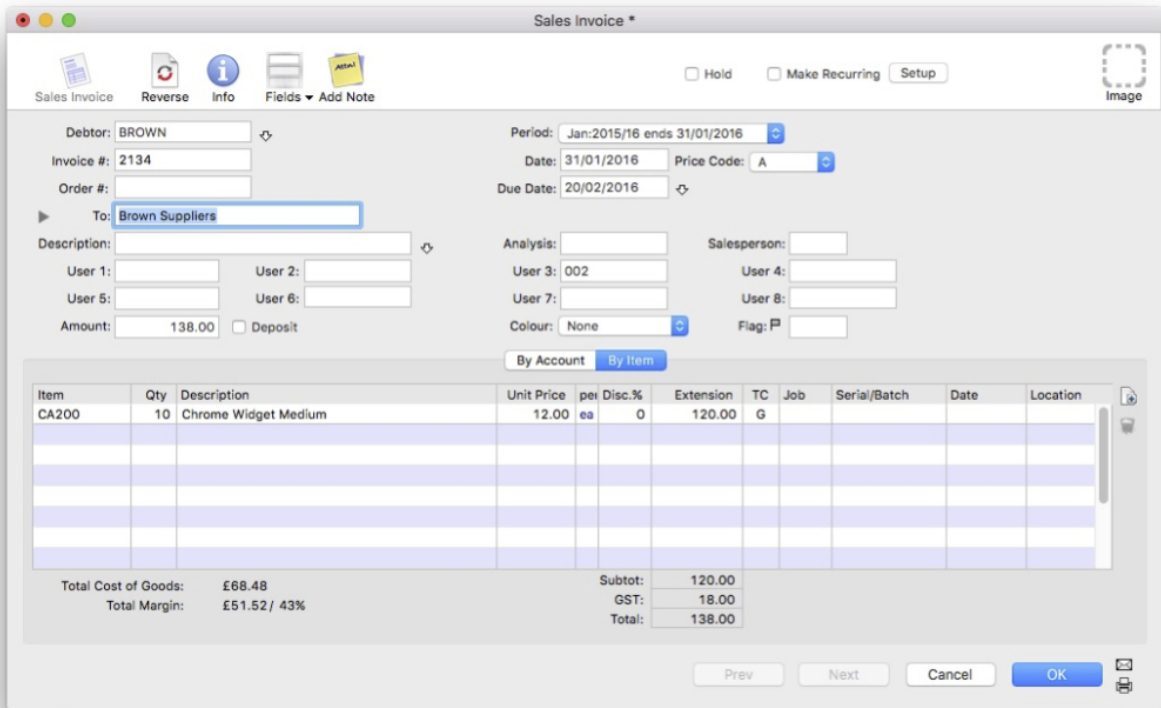 Sales Invoice *
Hold Make Recurring Setup
Sales Invoice Reverse Info Fields Add Note Image
Debtor: BROWN Period: Jan:2015/16 ends 31/01/2016
Invoice #: 2134 Date: 31/01/2016 Price Code: A
Order #: Due Date: 20/02/2016
To: Brown Suppliers
Description: Analysis: Salesperson:
User 1: User 2: User 3: 002 User 4:
User 5: User 6: User 7: User 8:
Amount: 138.00 Deposit Colour: None Flag:
By Account By Item
Item Qty Description Unit Price per Disc.% Extension TC Job Serial/Batch Date Location
CA200 10 Chrome Widget Medium 12.00 ea 0 120.00 G
Total Cost of Goods: £68.48 Subtot: 120.00
Total Margin: £51.52/ 43% GST: 18.00
Total: 138.00
Prev Next Cancel OK